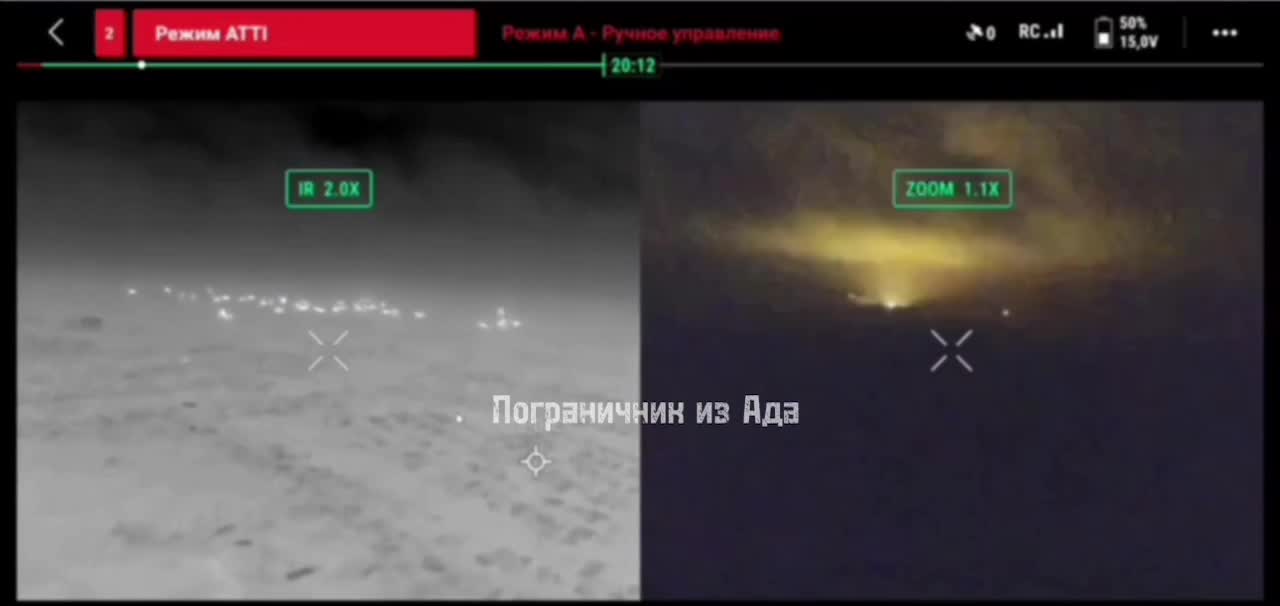 2
Режим ATTI
Режим A - Ручное управление
0
RC
50%
15,0V
20:12
IR 2.0X
ZOOM 1.1X
Пограничник из Ада